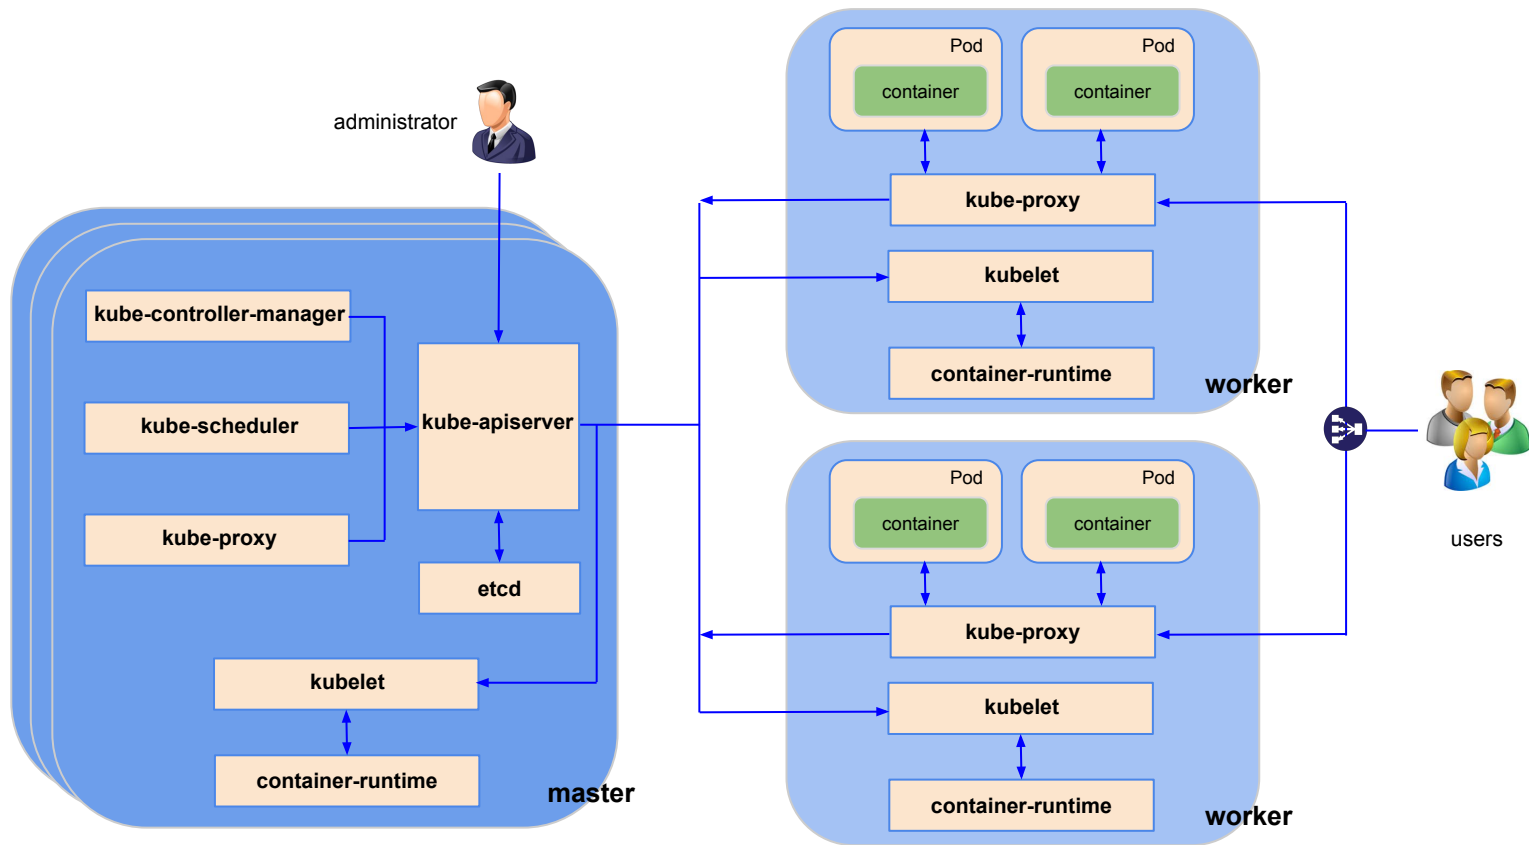 administrator
kube-controller-manager
kube-scheduler
kube-proxy
kube-apiserver
etcd
kubelet
container-runtime
master
Pod
container
Pod
container
kube-proxy
kubelet
container-runtime
worker
Pod
container
Pod
container
kube-proxy
kubelet
container-runtime
worker
users